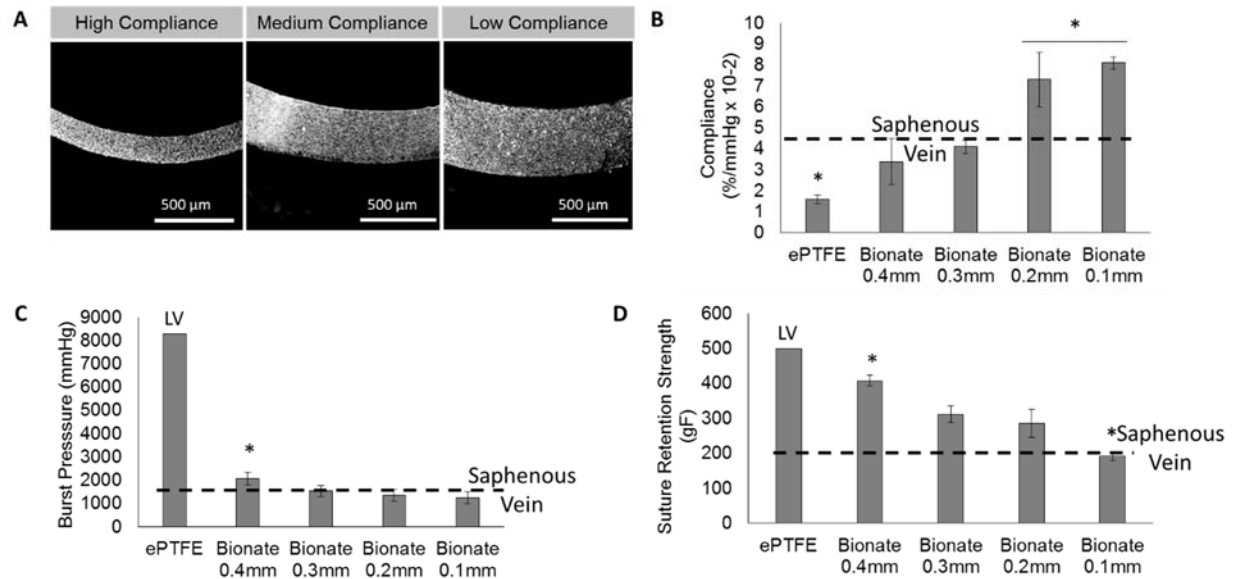 A
High Compliance
Medium Compliance
Low Compliance
500 µm
500 µm
500 µm
B
Compliance
(%/mmHg x 10-2)
10
9
8
7
6
5
4
3
2
1
0
*
*
Saphenous
Vein
ePTFE
Bionate
0.4mm
Bionate
0.3mm
Bionate
0.2mm
Bionate
0.1mm
C
Burst Presssure (mmHg)
9000
8000
7000
6000
5000
4000
3000
2000
1000
0
LV
*
Saphenous
Vein
ePTFE
Bionate
0.4mm
Bionate
0.3mm
Bionate
0.2mm
Bionate
0.1mm
D
Suture Retention Strength
(gF)
600
500
400
300
200
100
0
LV
*
*Saphenous
Vein
ePTFE
Bionate
0.4mm
Bionate
0.3mm
Bionate
0.2mm
Bionate
0.1mm